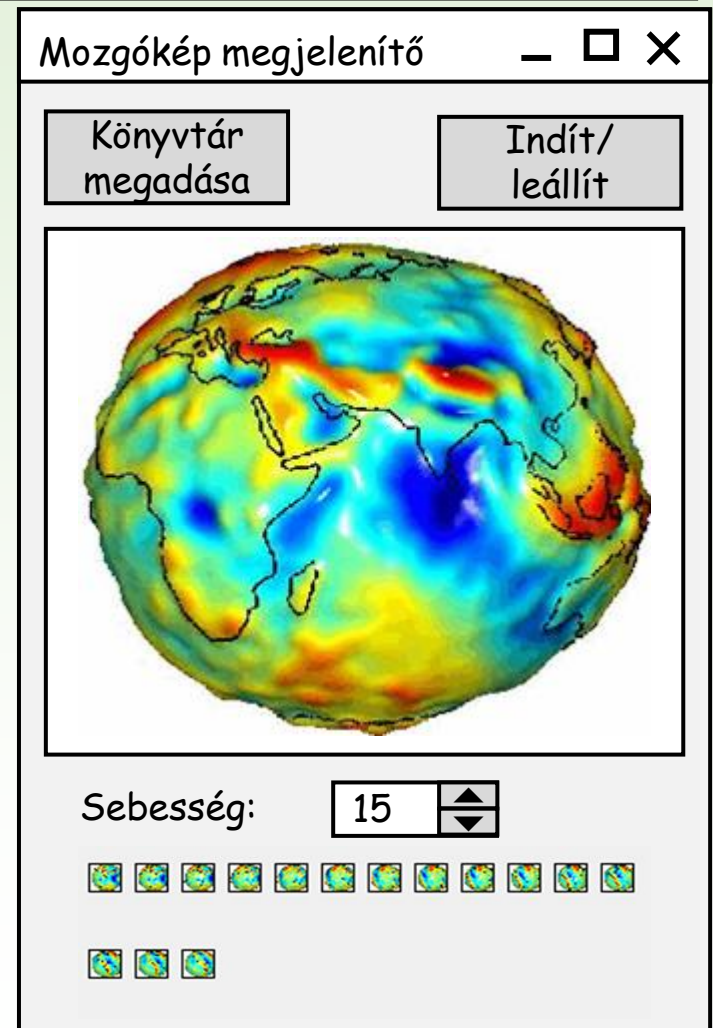 Mozgókép megjelenítő
Könyvtár
megadása
Indít/
leállít
Sebesség:
15